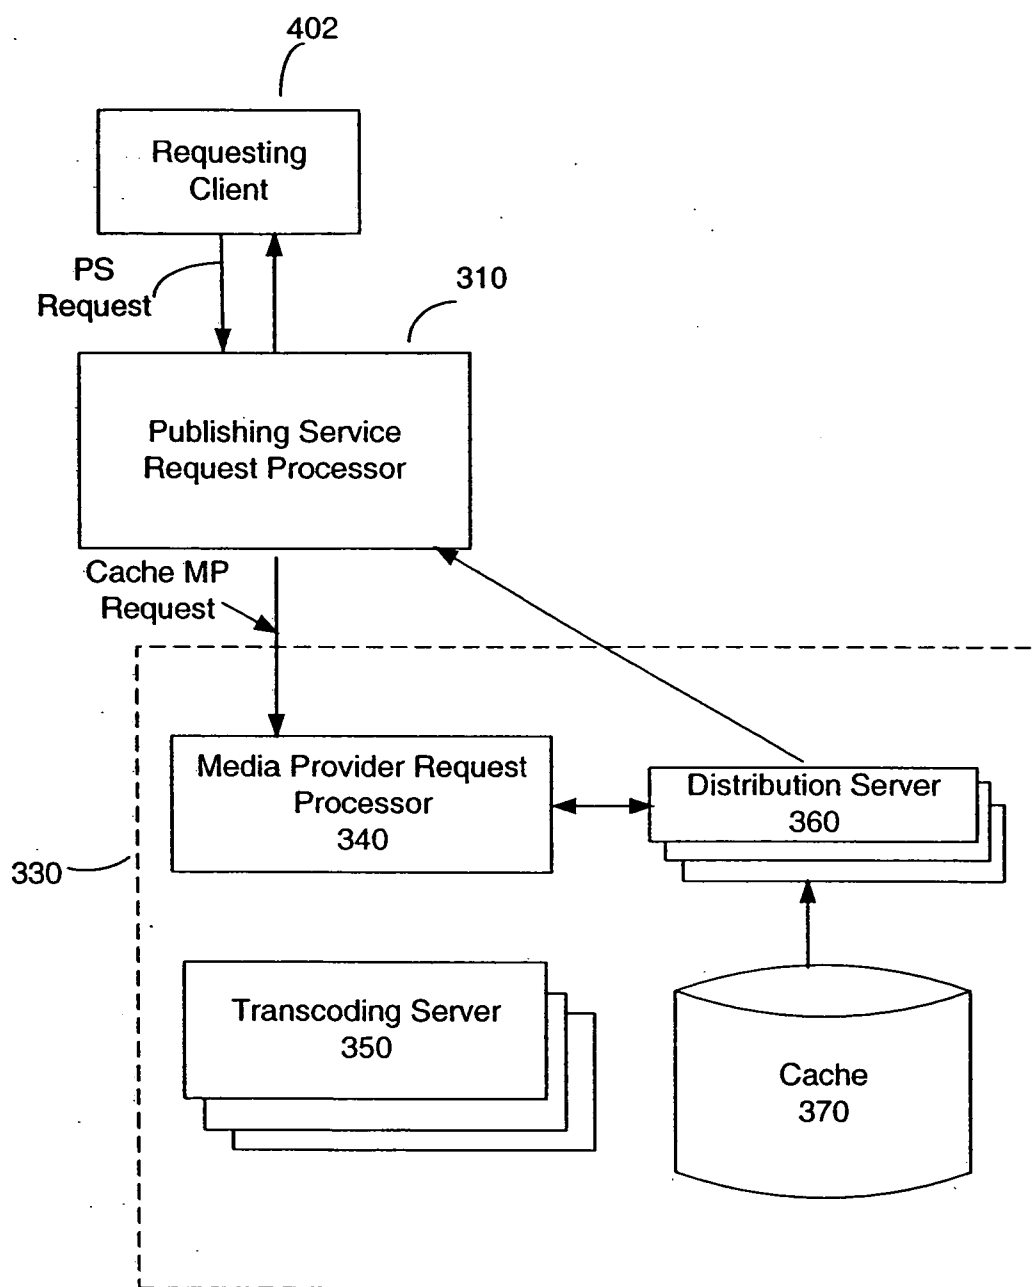 402
Requesting
Client
PS
Request
310
Publishing Service
Request Processor
Cache MP
Request
Media Provider Request
Processor
340
Distribution Server
360
330
Transcoding Server
350
Cache
370